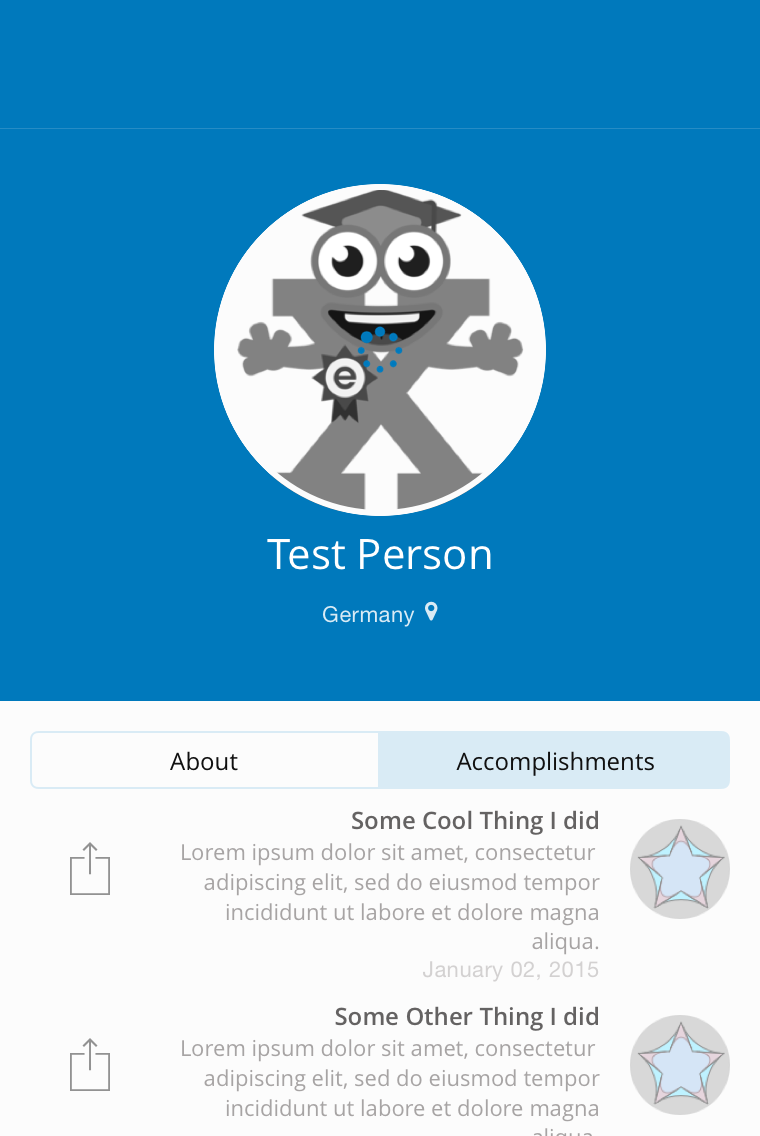 e
Test Person
Germany
About
Accomplishments
Some Cool Thing I did
Lorem ipsum dolor sit amet, consectetur
adipiscing elit, sed do eiusmod tempor
incididunt ut labore et dolore magna
aliqua.
January 02, 2015
Some Other Thing I did
Lorem ipsum dolor sit amet, consectetur
adipiscing elit, sed do eiusmod tempor
incididunt ut labore et dolore magna
aliqua.